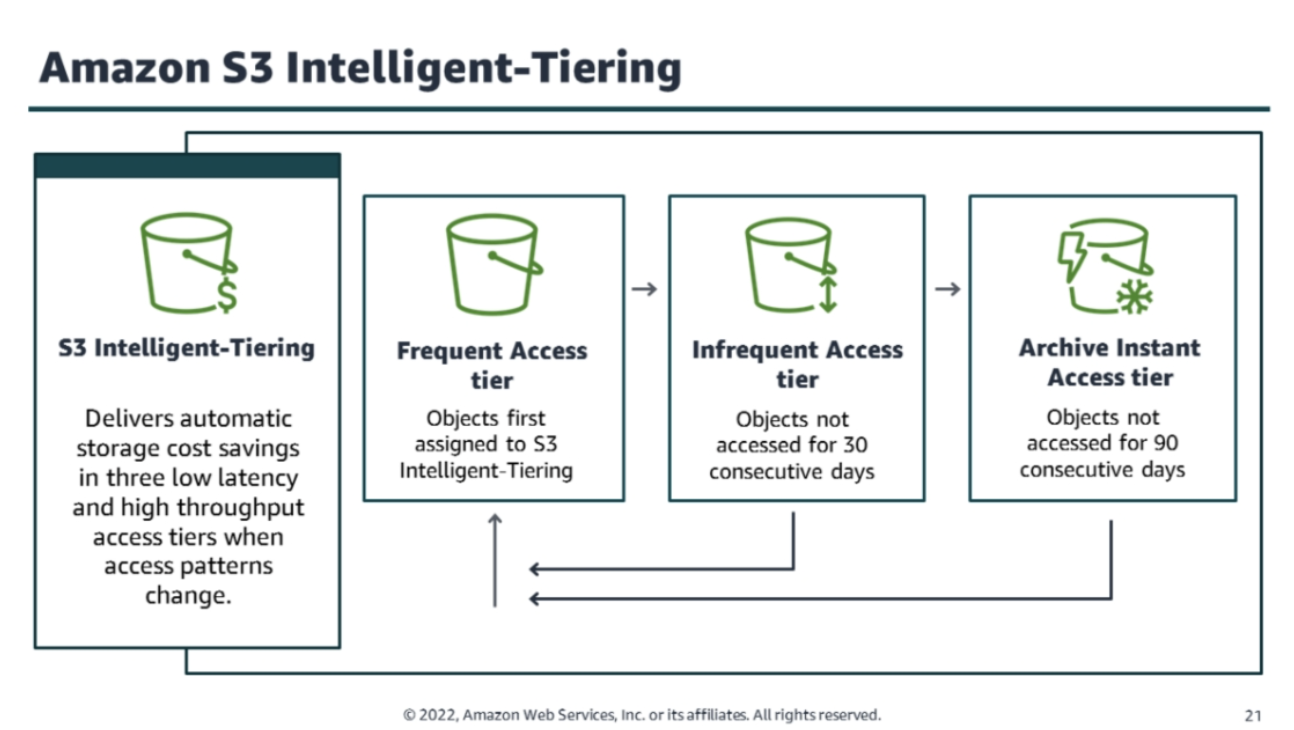 Amazon S3 Intelligent-Tiering
S3 Intelligent-Tiering
Delivers automatic
storage cost savings
in three low latency
and high throughput
access tiers when
access patterns
change.
Frequent Access
tier
Objects first
assigned to S3
Intelligent-Tiering
Infrequent Access
tier
Objects not
accessed for 30
consecutive days
Archive Instant
Access tier
Objects not
accessed for 90
consecutive days
© 2022, Amazon Web Services, Inc. or its affiliates. All rights reserved.
21